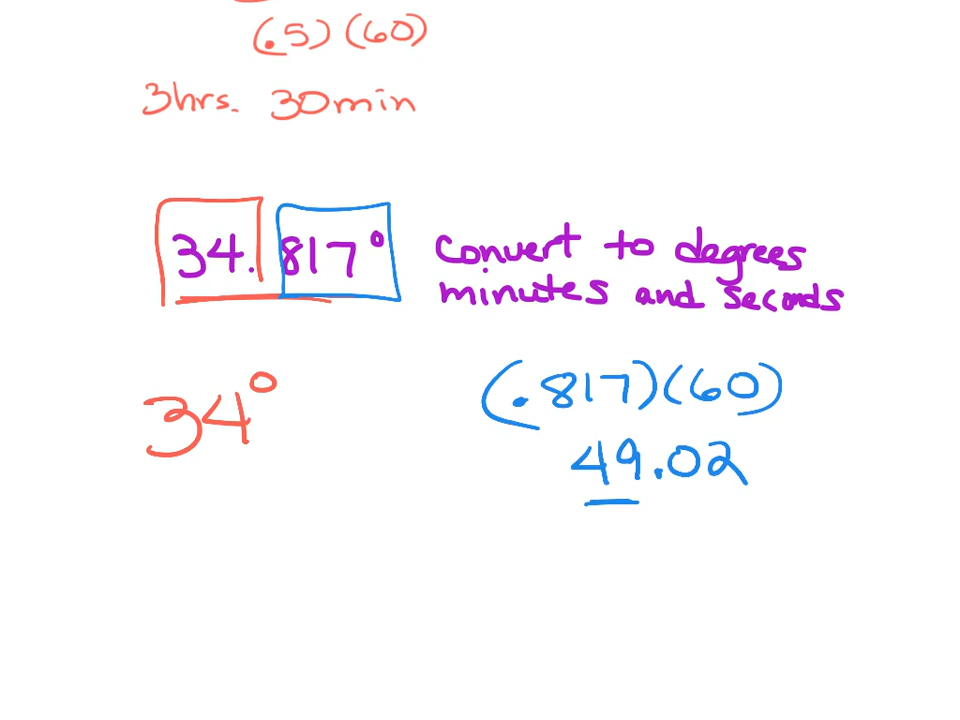 (.5)(60)
3hrs. 30min
34.817° convert to degrees
minutes and seconds
34° (.817)(60)
49.02